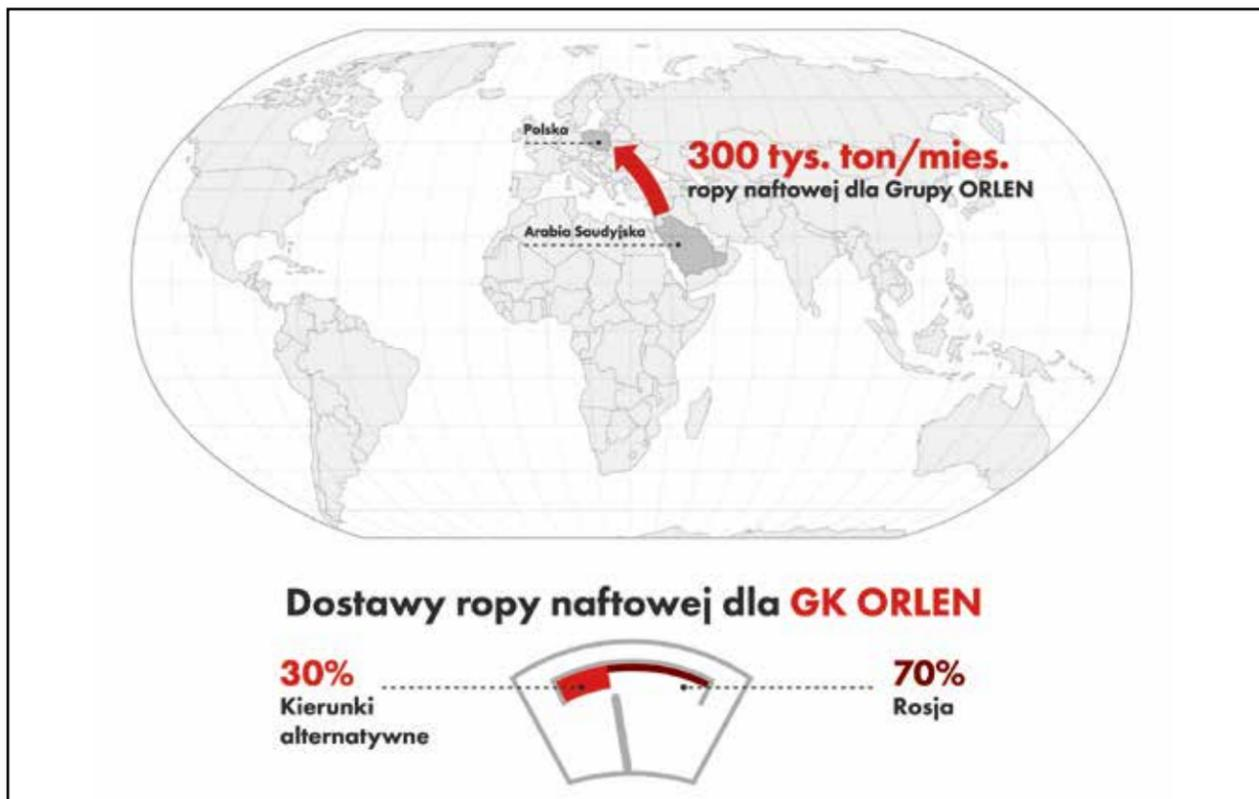 Polska
300 tys. ton/mies.
ropy naftowej dla Grupy ORLEN
Arabia Saudyjska
Dostawy ropy naftowej dla GK ORLEN
30%
Kierunki
alternatywne
70%
Rosja